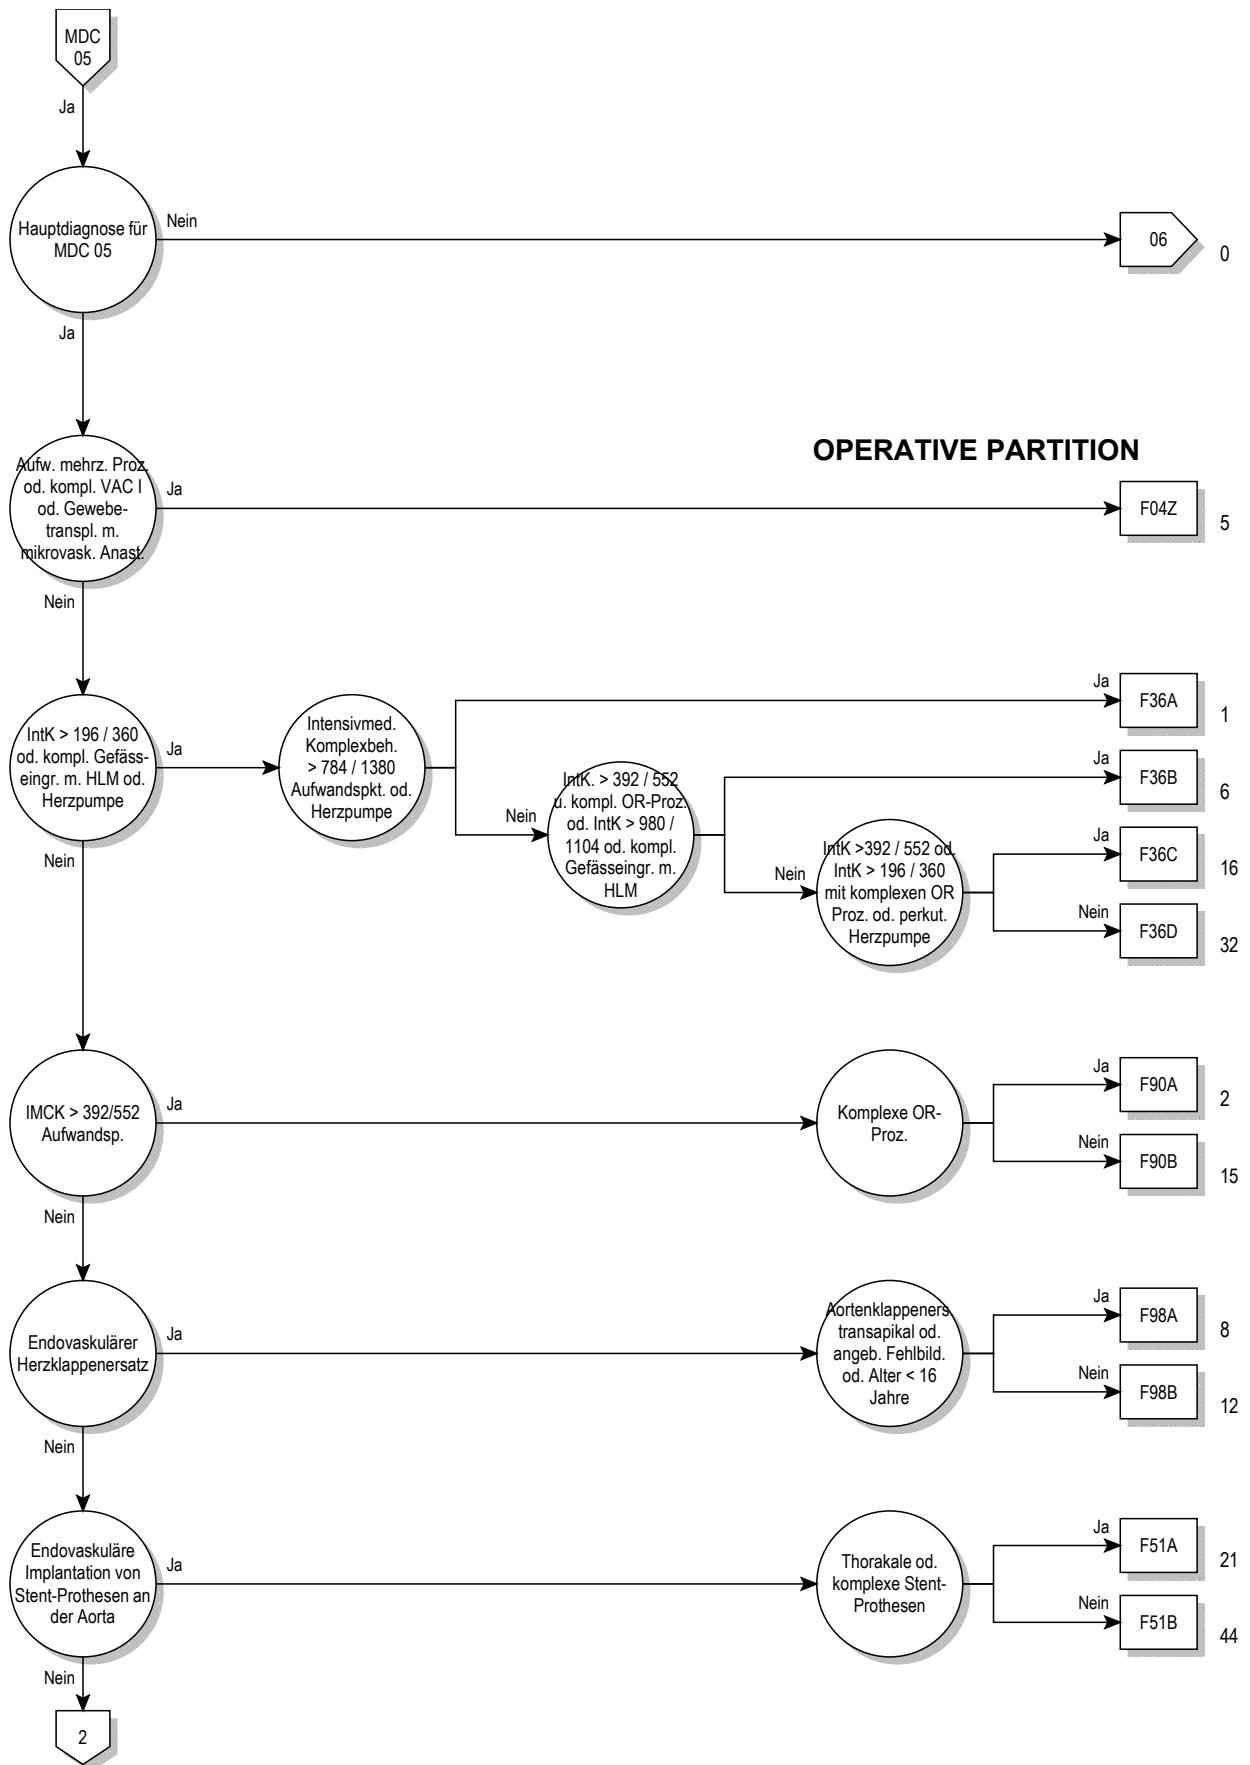 MDC
05
Ja
Hauptdiagnose für
MDC 05
Nein
06
0
Ja
OPERATIVE PARTITION
Aufw. mehrz. Proz.
od. kompl. VAC I
od. Gewebe-
transpl. m.
mikrovask. Anast.
Ja
F04Z
5
Nein
IntK > 196 / 360
od. kompl. Gefäss-
eingr. m. HLM od.
Herzpumpe
Ja
Intensivmed.
Komplexbeh.
> 784 / 1380
Aufwandspkt. od.
Herzpumpe
Ja
F36A
1
Nein
IntK. > 392 / 552
u. kompl. OR-Proz.
od. IntK > 980 /
1104 od. kompl.
Gefässeingr. m.
HLM
Ja
F36B
6
Nein
IntK >392 / 552 od.
IntK > 196 / 360
mit komplexen OR
Proz. od. perkut.
Herzpumpe
Ja
F36C
16
Nein
F36D
32
Nein
IMCK > 392/552
Aufwandsp.
Ja
Komplexe OR-
Proz.
Ja
F90A
2
Nein
F90B
15
Nein
Endovaskulärer
Herzklappenersatz
Ja
Aortenklappeners.
transapikal od.
angeb. Fehlbild.
od. Alter < 16
Jahre
Ja
F98A
8
Nein
F98B
12
Nein
Endovaskuläre
Implantation von
Stent-Prothesen an
der Aorta
Ja
Thorakale od.
komplexe Stent-
Prothesen
Ja
F51A
21
Nein
F51B
44
Nein
2